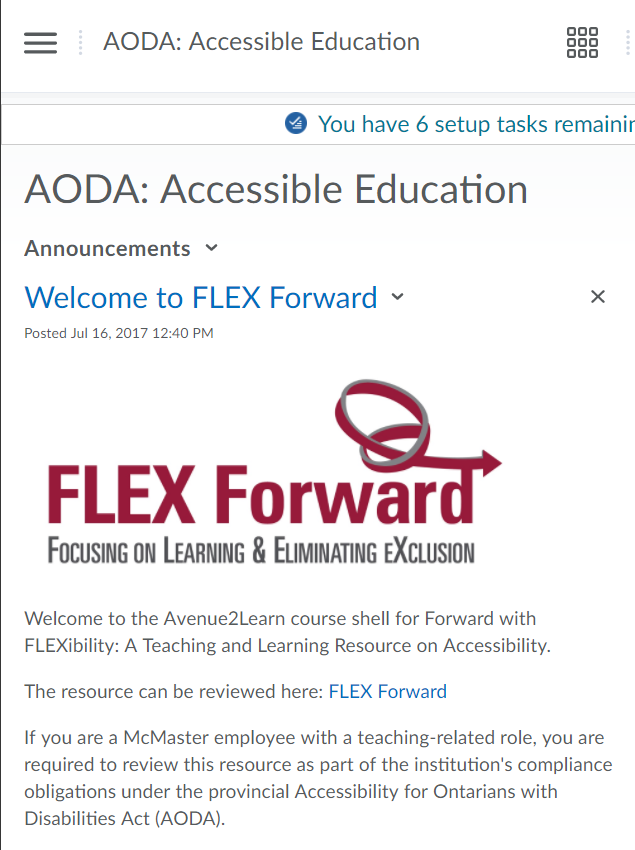 AODA: Accessible Education
You have 6 setup tasks
AODA: Accessible Education
Announcements
Welcome to FLEX Forward
Posted Jul 16, 2017 12:40 PM
FLEX Forward
FOCUSING ON LEARNING & ELIMINATING EXCLUSION
Welcome to the Avenue2Learn course shell for Forward with
FLEXibility: A Teaching and Learning Resource on Accessibility.
The resource can be reviewed here: FLEX Forward
If you are a McMaster employee with a teaching-related role, you are
required to review this resource as part of the institution's compliance
obligations under the provincial Accessibility for Ontarians with
Disabilities Act (AODA).